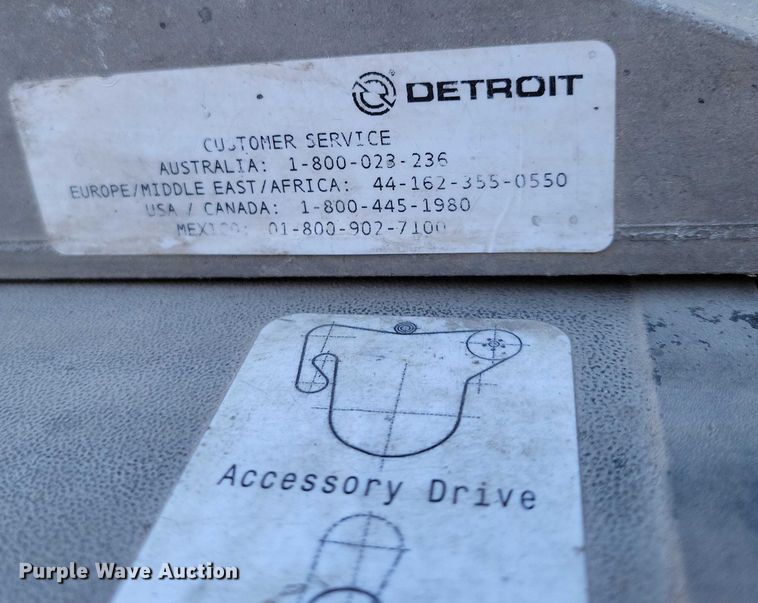 DETROIT
CUSTOMER SERVICE
AUSTRALIA: 1-800-023-236
EUROPE/MIDDLE EAST/AFRICA: 44-162-355-0550
USA / CANADA: 1-800-445-1980
MEXICO: 01-800-902-7100
Accessory Drive
Purple Wave Auction